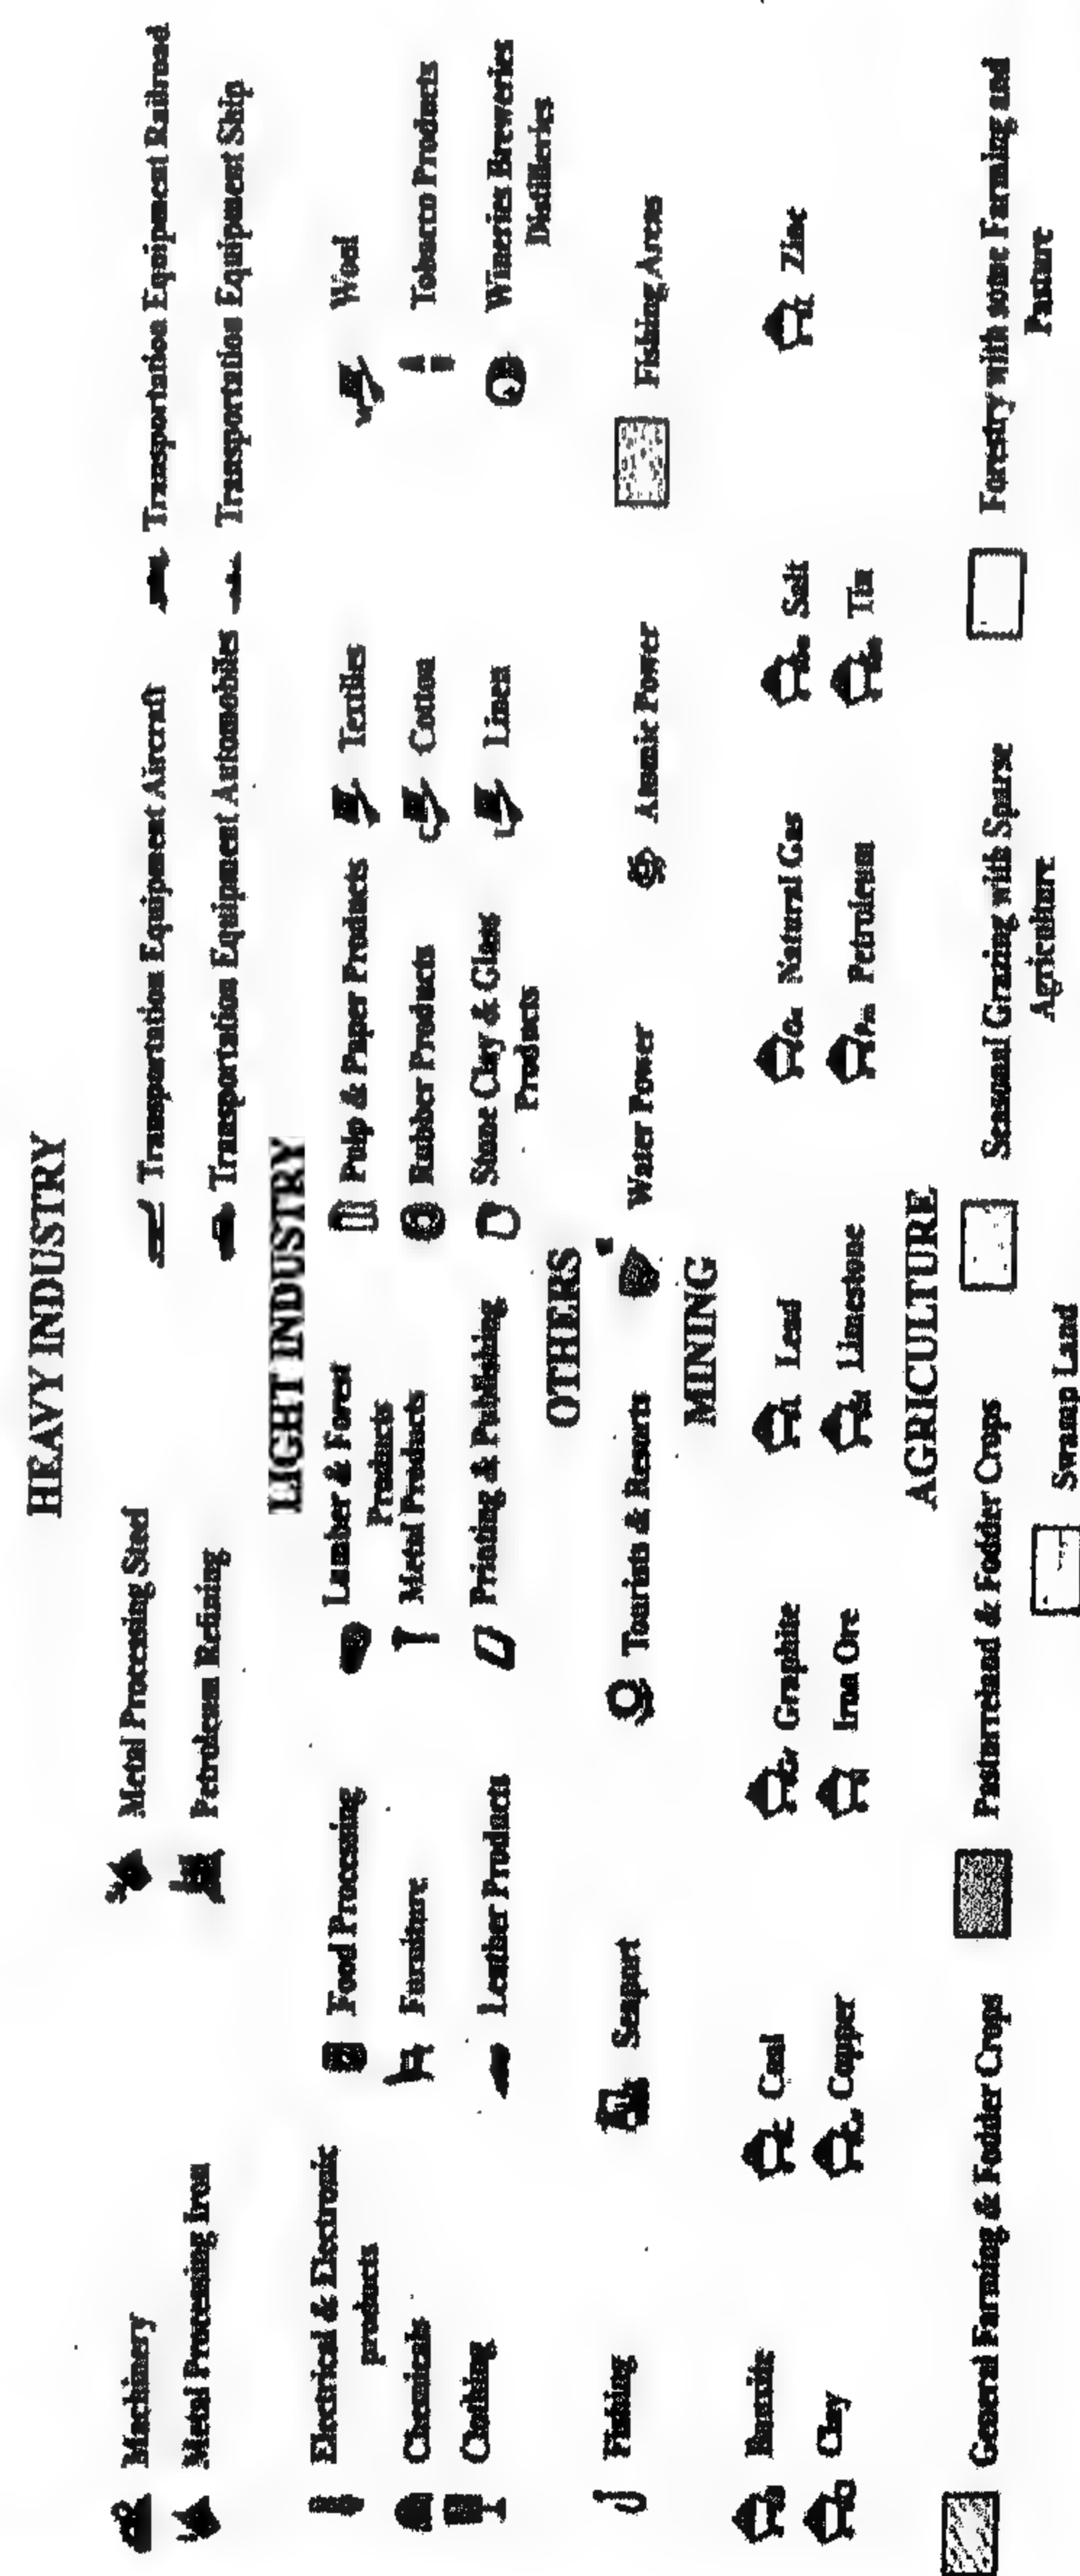 HEAVY INDUSTRY
Machinery
Metal Processing Steel
Transportation Equipment Aircraft
Transportation Equipment Railroad
Metal Processing Iron
Petroleum Refining
Transportation Equipment Automobiles
Transportation Equipment Ship
LIGHT INDUSTRY
Electrical & Electronic
products
Food Processing
Lumber & Forest
Products
Pulp & Paper Products
Textiles
Wool
Chemicals
Furniture
Metal Products
Rubber Products
Cotton
Tobacco Products
Clothing
Leather Products
Printing & Publishing
Stone Clay & Glass
Products
Linen
Wineries Breweries
Distilleries
OTHERS
Fishing
Seaport
Tourists & Resorts
Water Power
Atomic Power
Fishing Areas
MINING
Bauxite
Coal
Graphite
Lead
Natural Gas
Salt
Zinc
Clay
Copper
Iron Ore
Limestone
Petroleum
Tin
AGRICULTURE
General Farming & Fodder Crops
Pastureland & Fodder Crops
Seasonal Grazing with Sparse
Agriculture
Forestry with some Farming and
Pasture
Swamp Land